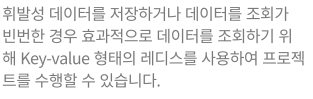 휘발성 데이터를 저장하거나 데이터를 조회가
빈번한 경우 효과적으로 데이터를 조회하기 위
해 Key-value 형태의 레디스를 사용하여 프로젝
트를 수행할 수 있습니다.